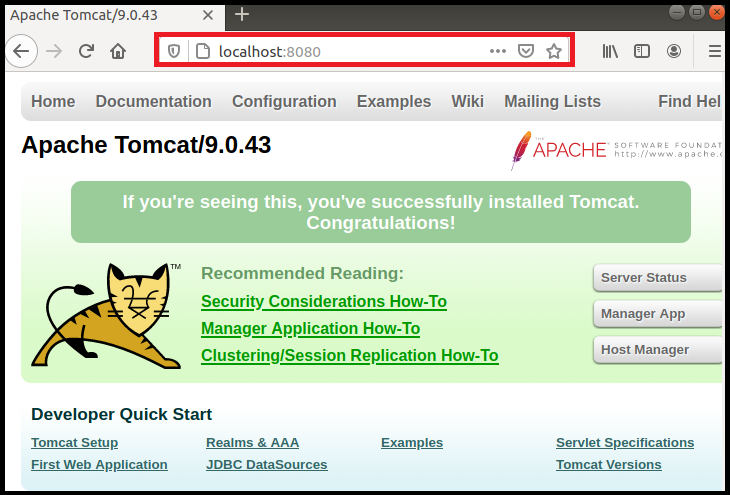 Apache Tomcat/9.0.43
localhost:8080
Home Documentation Configuration Examples Wiki Mailing Lists Find Hel
Apache Tomcat/9.0.43
THE
APACHE SOFTWARE FOUNDAT
http://www.apache.o
If you're seeing this, you've successfully installed Tomcat.
Congratulations!
TM
Recommended Reading:
Security Considerations How-To
Manager Application How-To
Clustering/Session Replication How-To
Server Status
Manager App
Host Manager
Developer Quick Start
Tomcat Setup Realms & AAA Examples Servlet Specifications
First Web Application JDBC DataSources Tomcat Versions